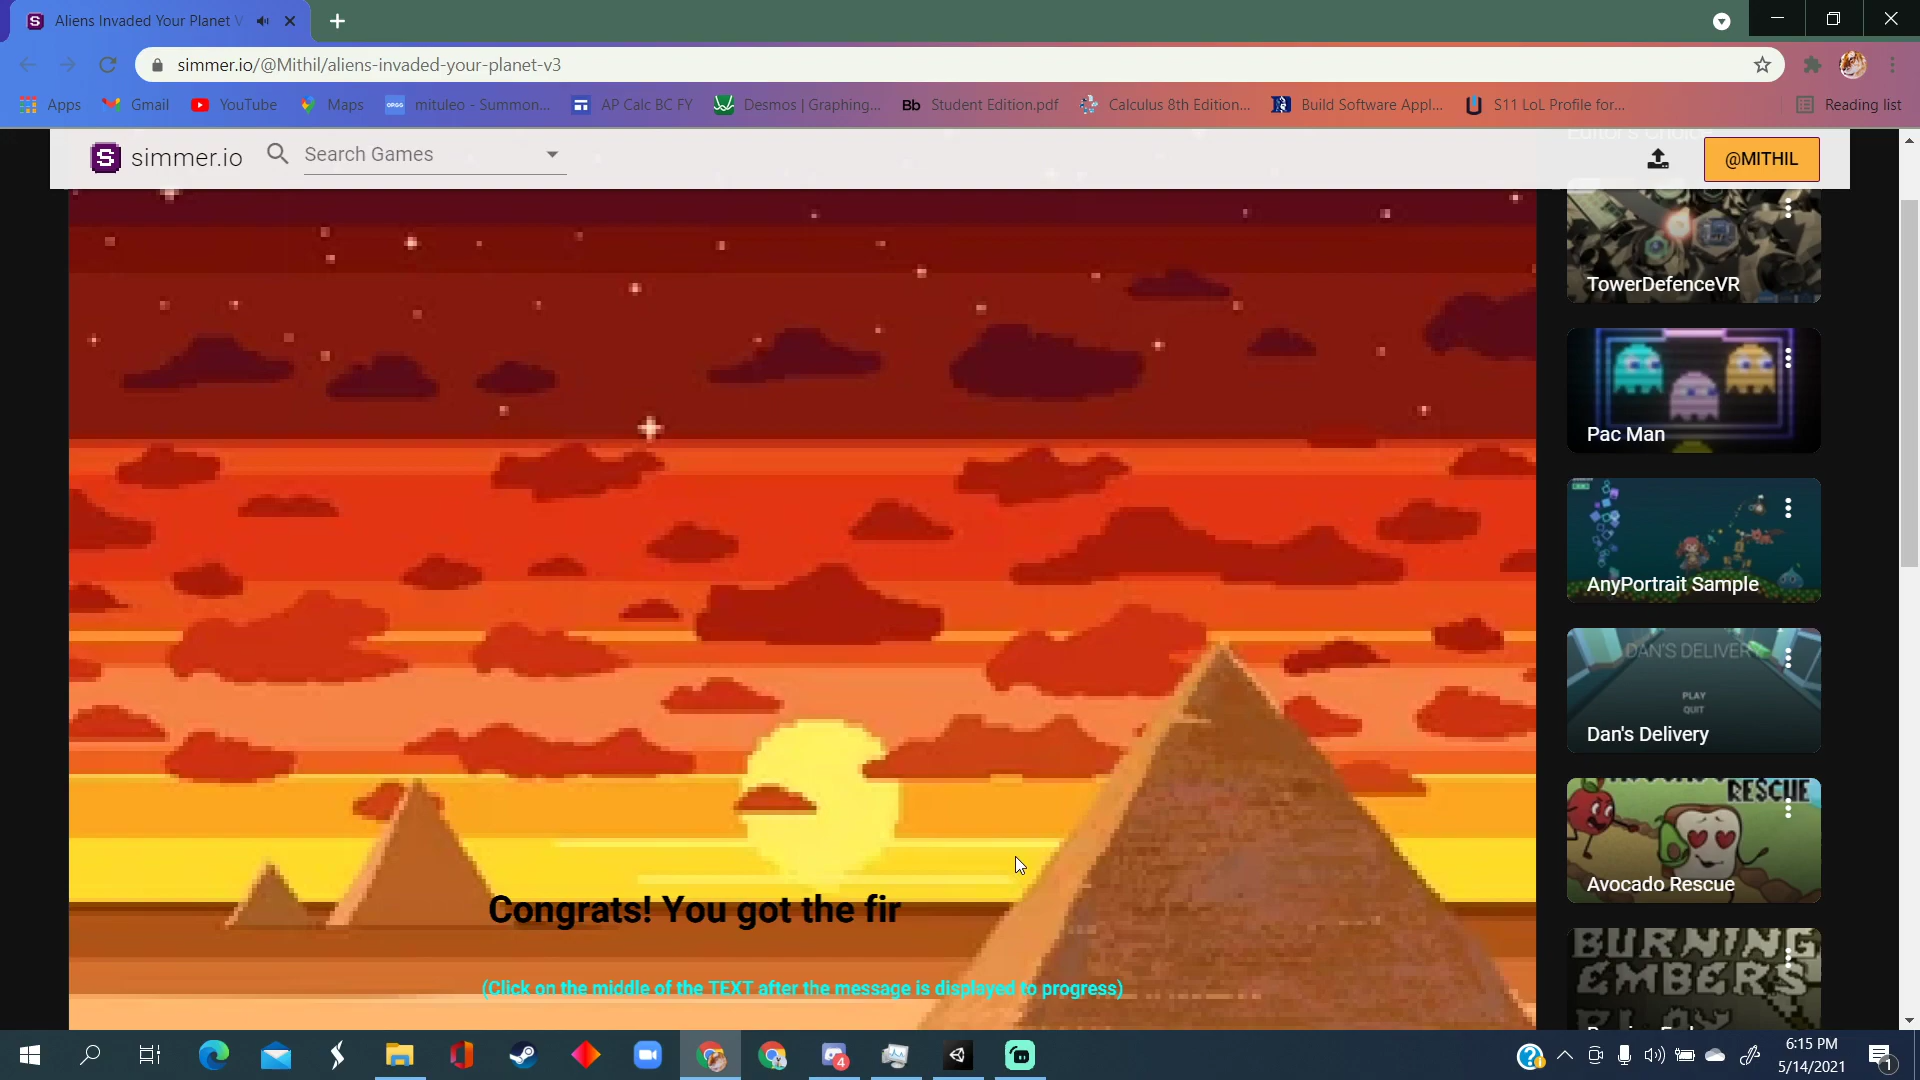 Aliens Invaded Your Planet V
simmer.io/@Mithil/aliens-invaded-your-planet-v3
Apps Gmail YouTube Maps mituleo - Summon... AP Calc BC FY Desmos | Graphing... Student Edition.pdf Calculus 8th Edition... Build Software Appl... S11 LoL Profile for... Reading list
simmer.io Search Games @MITHIL
TowerDefenceVR
Pac Man
AnyPortrait Sample
DAN'S DELIVERY
PLAY
QUIT
Dan's Delivery
RESCUE
Avocado Rescue
BURNING
EMBERS
Congrats! You got the fir
(Click on the middle of the TEXT after the message is displayed to progress)
6:15 PM
5/14/2021